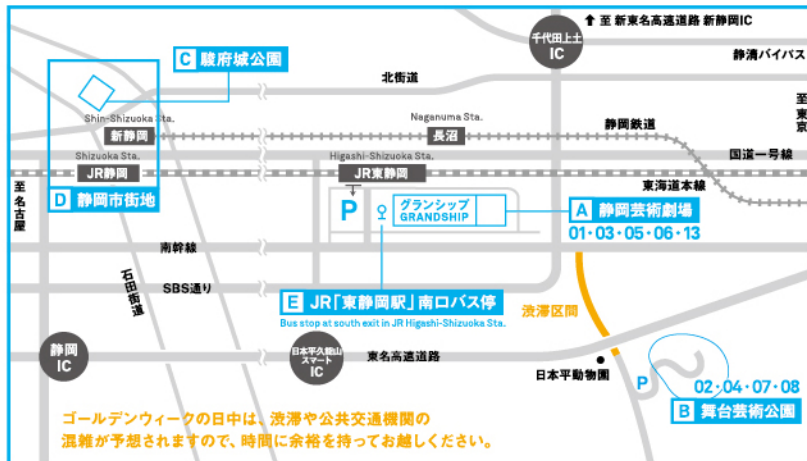 ↑ 至 新東名高速道路 新静岡IC
千代田上土
IC
静清バイパス
C 駿府城公園
北街道
至東京
Shin-Shizuoka Sta.
新静岡
Naganuma Sta.
長沼
静岡鉄道
国道一号線
Shizuoka Sta.
JR静岡
Higashi-Shizuoka Sta.
JR東静岡
東海道本線
至名古屋
D 静岡市街地
P
グランシップ
GRANDSHIP
A 静岡芸術劇場
01・03・05・06・13
南幹線
石田街道
SBS通り
E JR「東静岡駅」南口バス停
Bus stop at south exit in JR Higashi-Shizuoka Sta.
渋滞区間
静岡
IC
日本平久能山
スマート
IC
東名高速道路
日本平動物園
P
02・04・07・08
B 舞台芸術公園
ゴールデンウィークの日中は、渋滞や公共交通機関の
混雑が予想されますので、時間に余裕を持ってお越しください。